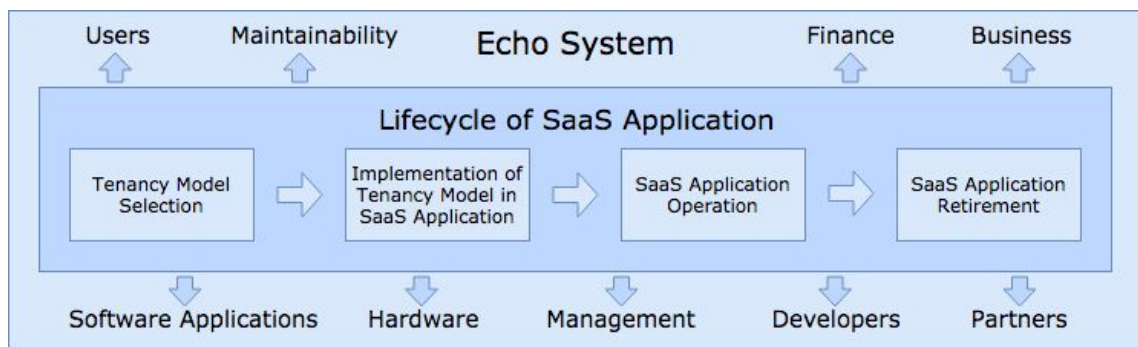 Users Maintainability Echo System Finance Business
Lifecycle of SaaS Application
Tenancy Model
Selection
Implementation of
Tenancy Model in
SaaS Application
SaaS Application
Operation
SaaS Application
Retirement
Software Applications Hardware Management Developers Partners